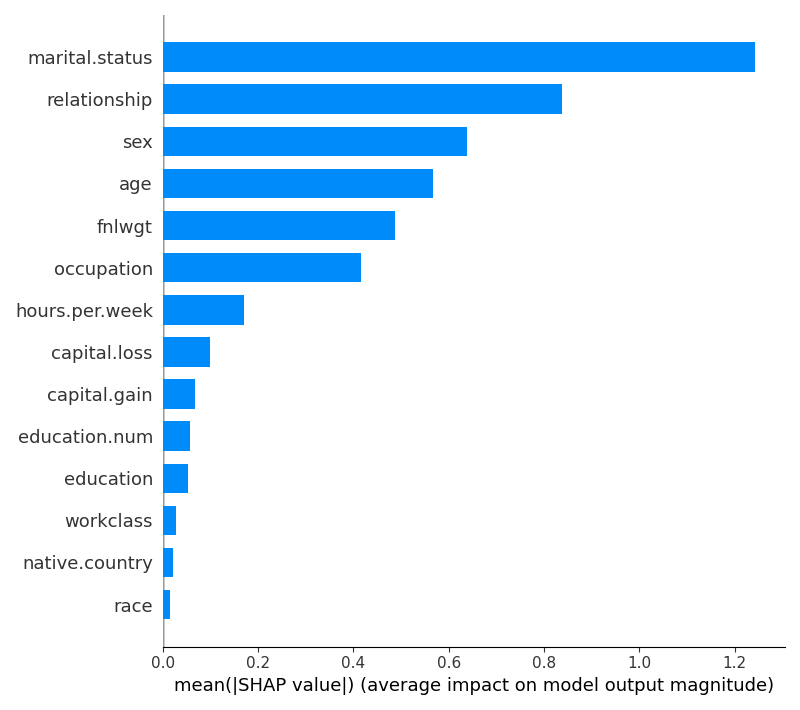 marital.status
relationship
sex
age
fnlwgt
occupation
hours.per.week
capital.loss
capital.gain
education.num
education
workclass
native.country
race
0.0 0.2 0.4 0.6 0.8 1.0 1.2
mean(|SHAP value|) (average impact on model output magnitude)